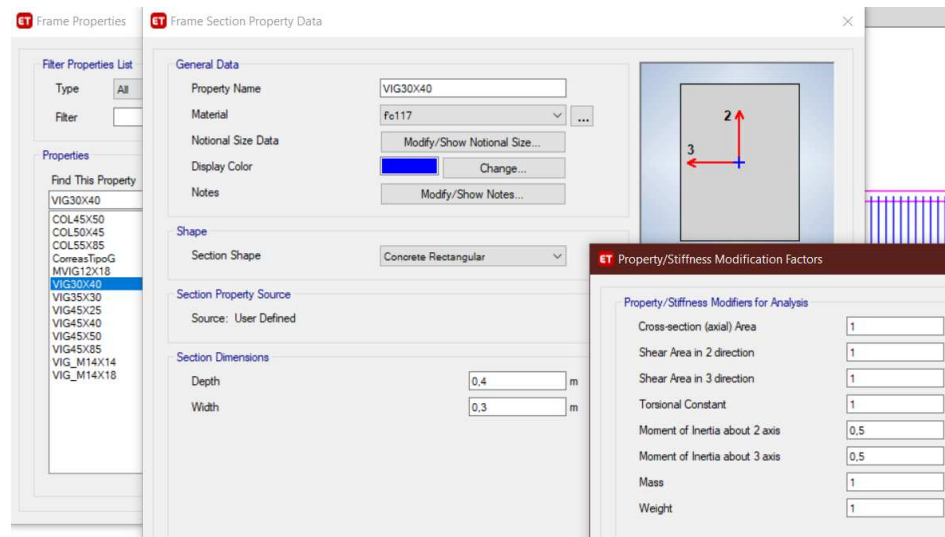 ET Frame Properties
Filter Properties List
Type All
Filter
Properties
Find This Property
VIG30X40
COL45X50
COL50X45
COL55X85
CorreasTipoG
MVIG12X18
VIG30X40
VIG35X30
VIG45X25
VIG45X40
VIG45X50
VIG45X85
VIG_M14X14
VIG_M14X18
ET Frame Section Property Data
General Data
Property Name VIG30X40
Material f'c117 ...
Notional Size Data Modify/Show Notional Size...
Display Color Change...
Notes Modify/Show Notes...
Shape
Section Shape Concrete Rectangular
Section Property Source
Source: User Defined
Section Dimensions
Depth 0,4 m
Width 0,3 m
2
3
ET Property/Stiffness Modification Factors
Property/Stiffness Modifiers for Analysis
Cross-section (axial) Area 1
Shear Area in 2 direction 1
Shear Area in 3 direction 1
Torsional Constant 1
Moment of Inertia about 2 axis 0,5
Moment of Inertia about 3 axis 0,5
Mass 1
Weight 1